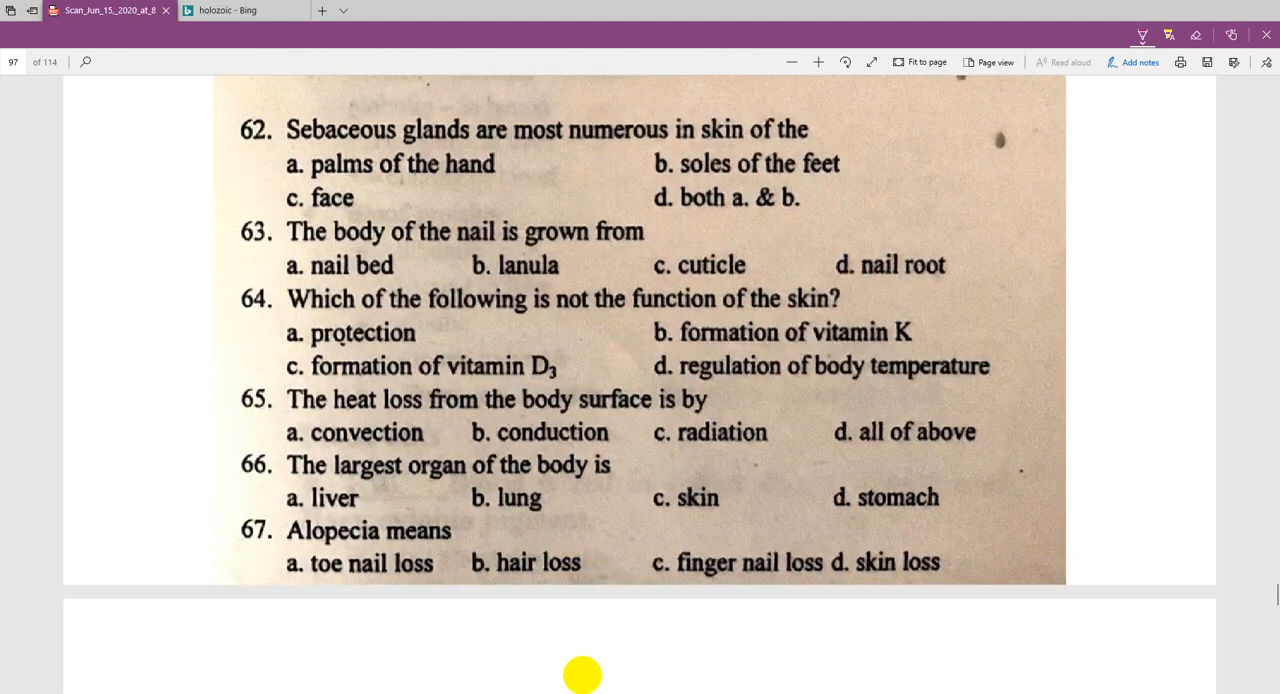 Scan_Jun_15,_2020_at_8
holozoic - Bing
97 of 114
Fit to page
Page view
Read aloud
Add notes
62. Sebaceous glands are most numerous in skin of the
a. palms of the hand b. soles of the feet
c. face d. both a. & b.
63. The body of the nail is grown from
a. nail bed b. lanula c. cuticle d. nail root
64. Which of the following is not the function of the skin?
a. protection b. formation of vitamin K
c. formation of vitamin D3 d. regulation of body temperature
65. The heat loss from the body surface is by
a. convection b. conduction c. radiation d. all of above
66. The largest organ of the body is
a. liver b. lung c. skin d. stomach
67. Alopecia means
a. toe nail loss b. hair loss c. finger nail loss d. skin loss